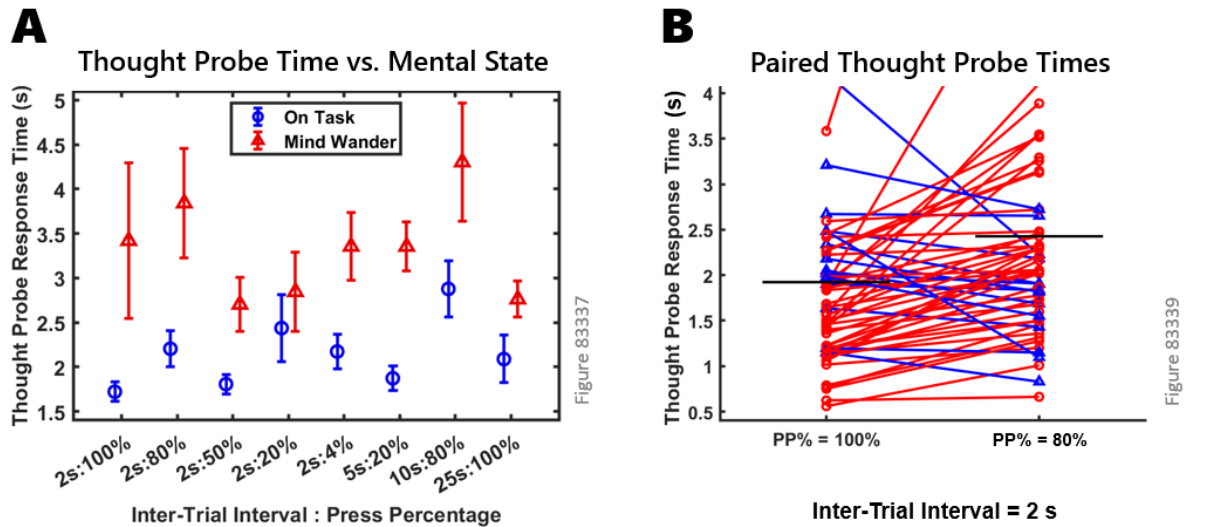 A
Thought Probe Time vs. Mental State
Thought Probe Response Time (s)
5
4.5
4
3.5
3
2.5
2
1.5
On Task
Mind Wander
2s:100%
2s:80%
2s:50%
2s:20%
2s:4%
5s:20%
10s:80%
25s:100%
Inter-Trial Interval : Press Percentage
Figure 83337
B
Paired Thought Probe Times
Thought Probe Response Time (s)
4
3.5
3
2.5
2
1.5
1
0.5
PP% = 100%
PP% = 80%
Inter-Trial Interval = 2 s
Figure 83339